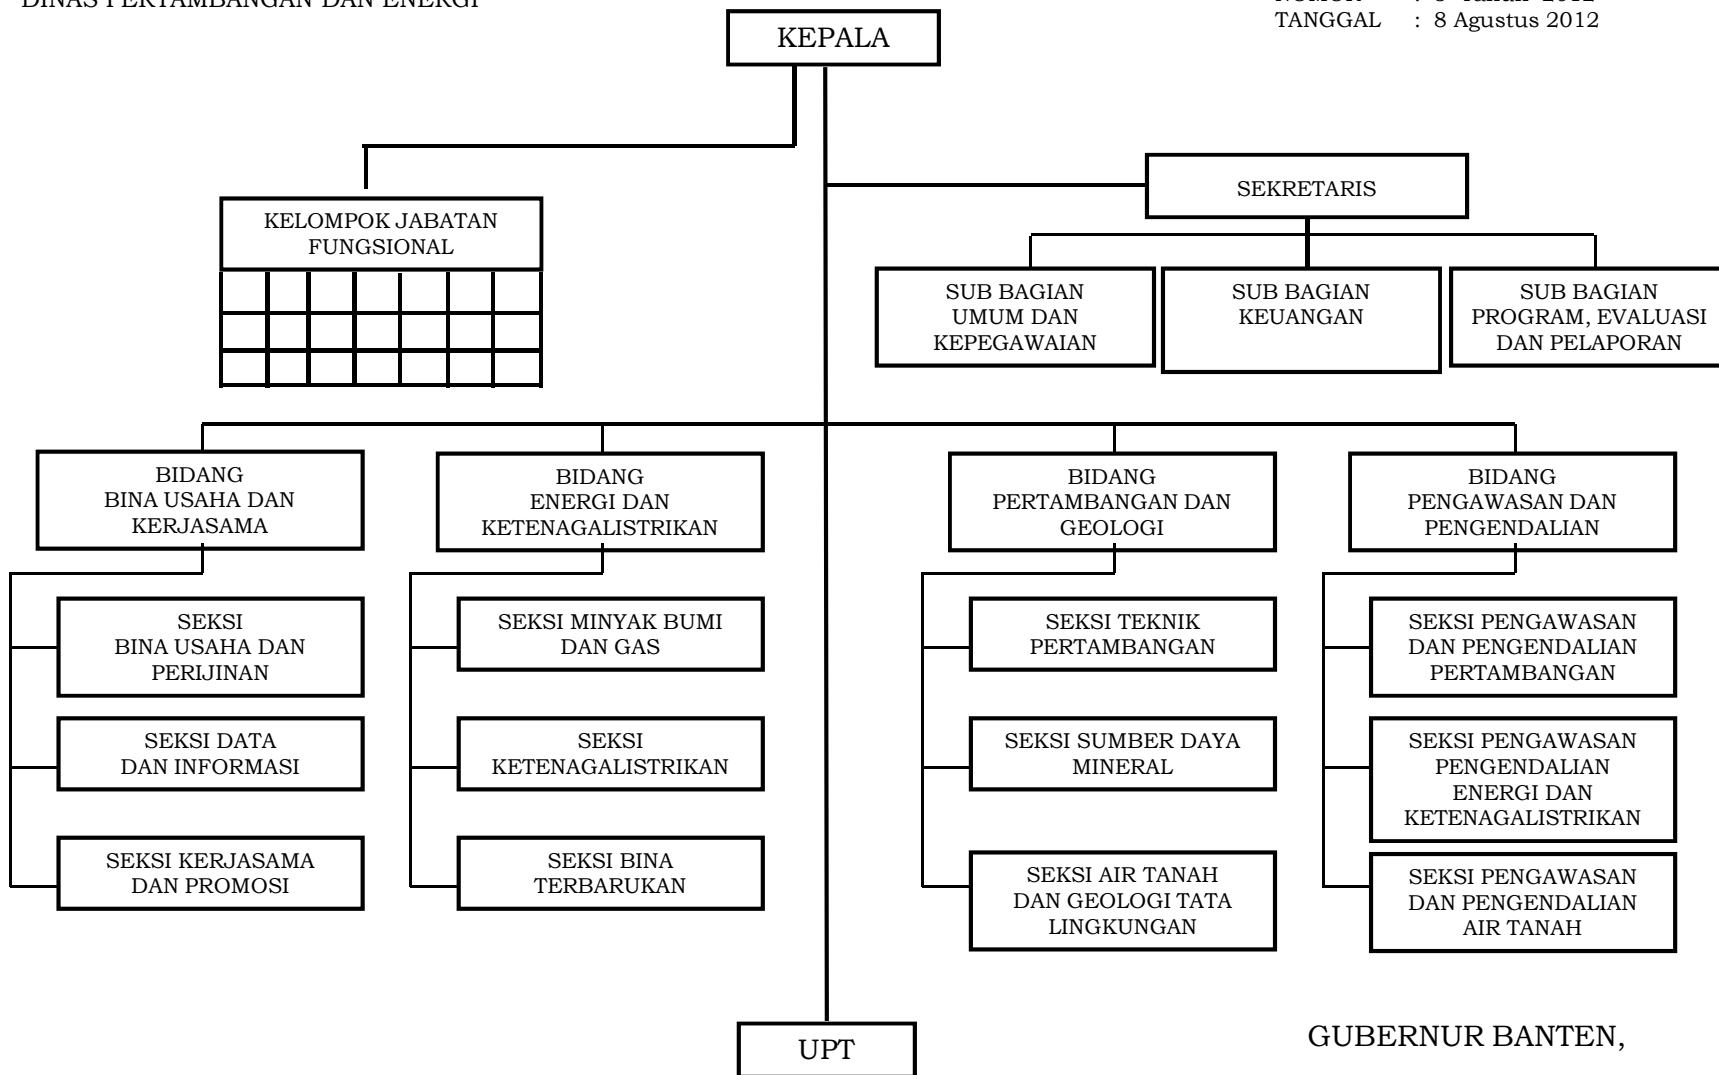 DINAS PERTAMBANGAN DAN ENERGI
Tahun 2012
TANGGAL : 8 Agustus 2012
KEPALA
SEKRETARIS
KELOMPOK JABATAN
FUNGSIONAL
SUB BAGIAN
UMUM DAN
KEPEGAWAIAN
SUB BAGIAN
KEUANGAN
SUB BAGIAN
PROGRAM, EVALUASI
DAN PELAPORAN
BIDANG
BINA USAHA DAN
KERJASAMA
BIDANG
ENERGI DAN
KETENAGALISTRIKAN
BIDANG
PERTAMBANGAN DAN
GEOLOGI
BIDANG
PENGAWASAN DAN
PENGENDALIAN
SEKSI
BINA USAHA DAN
PERIJINAN
SEKSI MINYAK BUMI
DAN GAS
SEKSI TEKNIK
PERTAMBANGAN
SEKSI PENGAWASAN
DAN PENGENDALIAN
PERTAMBANGAN
SEKSI DATA
DAN INFORMASI
SEKSI
KETENAGALISTRIKAN
SEKSI SUMBER DAYA
MINERAL
SEKSI PENGAWASAN
PENGENDALIAN
ENERGI DAN
KETENAGALISTRIKAN
SEKSI KERJASAMA
DAN PROMOSI
SEKSI BINA
TERBARUKAN
SEKSI AIR TANAH
DAN GEOLOGI TATA
LINGKUNGAN
SEKSI PENGAWASAN
DAN PENGENDALIAN
AIR TANAH
UPT
GUBERNUR BANTEN,